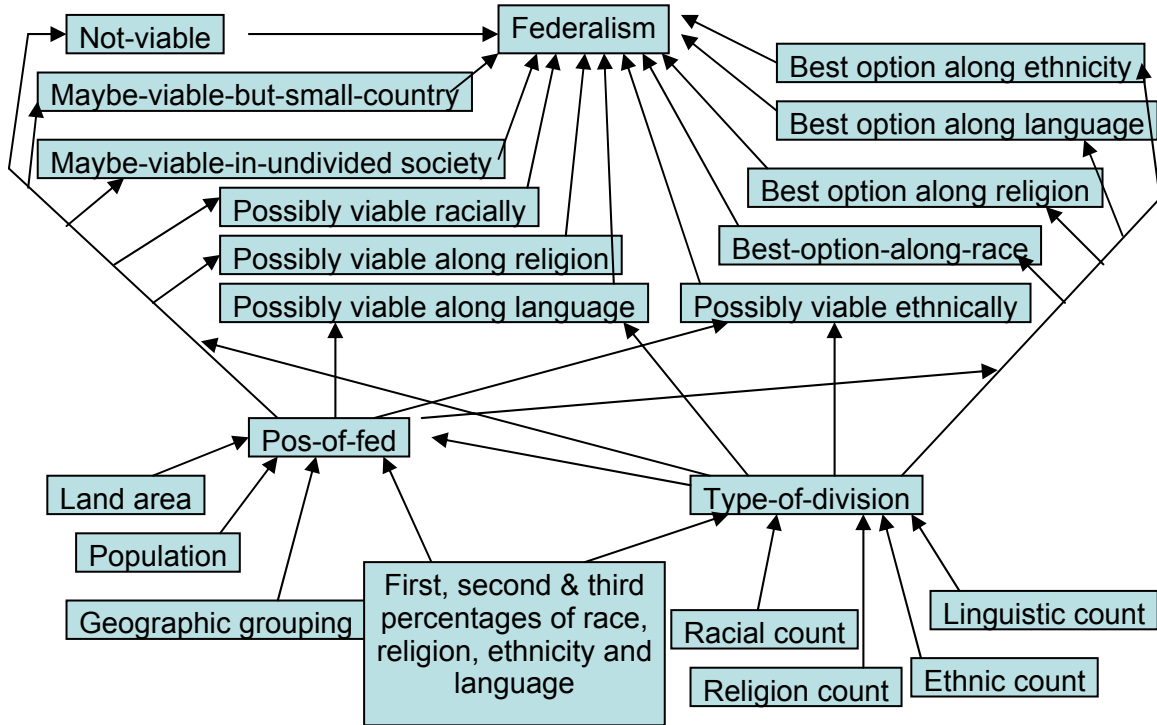 Federalism
Not-viable
Best option along ethnicity
Maybe-viable-but-small-country
Best option along language
Maybe-viable-in-undivided society
Best option along religion
Possibly viable racially
Best-option-along-race
Possibly viable along religion
Possibly viable along language
Possibly viable ethnically
Pos-of-fed
Land area
Type-of-division
Population
First, second & third
percentages of race,
religion, ethnicity and
language
Geographic grouping
Racial count
Linguistic count
Religion count
Ethnic count